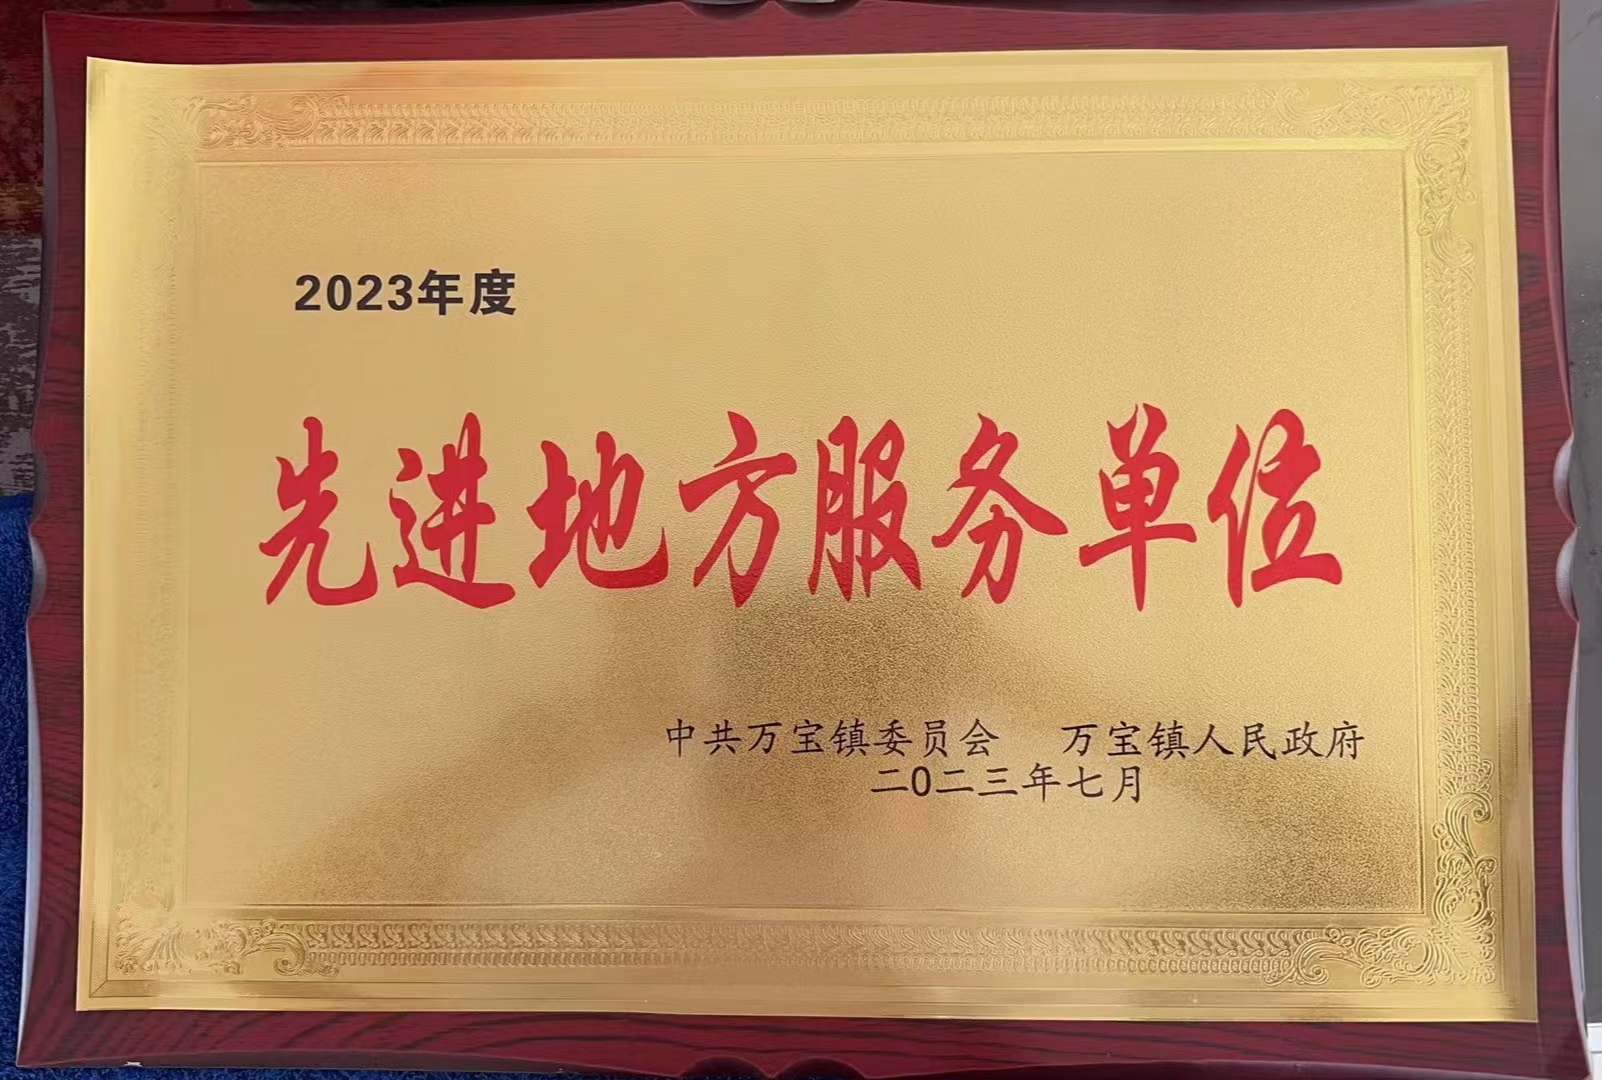 2023年度
先进地方服务单位
中共万宝镇委员会 万宝镇人民政府
二〇二三年七月